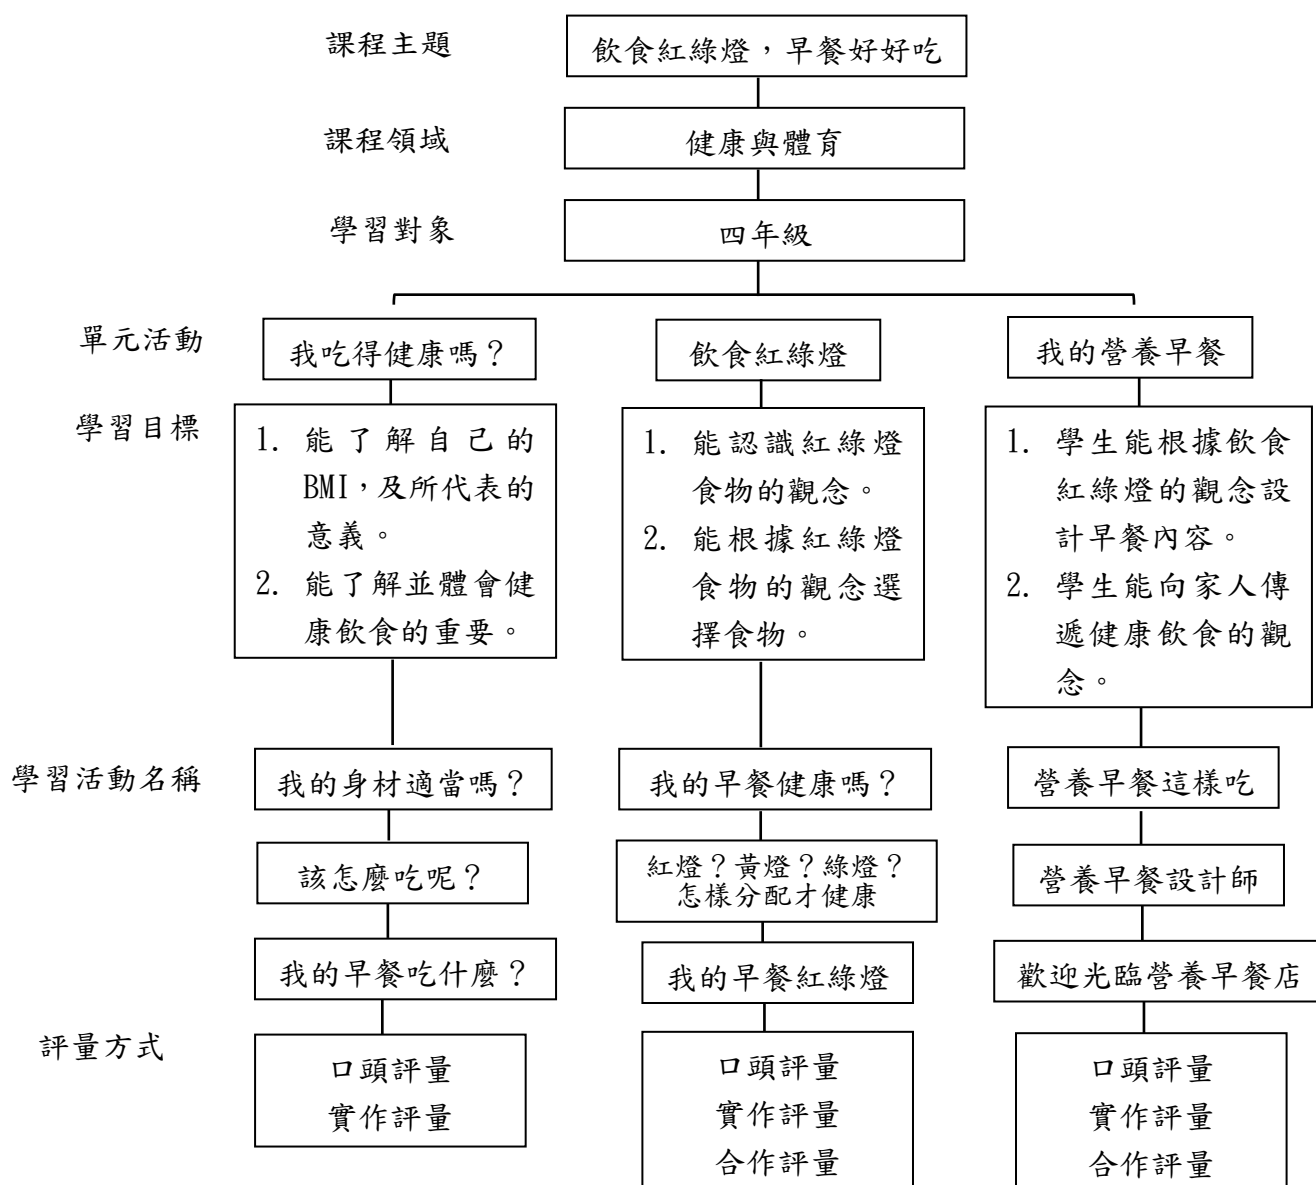 課程主題
飲食紅綠燈，早餐好好吃
課程領域
健康與體育
學習對象
四年級
單元活動
我吃得健康嗎？
飲食紅綠燈
我的營養早餐
學習目標
1. 能了解自己的
BMI，及所代表的
意義。
2. 能了解並體會健
康飲食的重要。
1. 能認識紅綠燈
食物的觀念。
2. 能根據紅綠燈
食物的觀念選
擇食物。
1. 學生能根據飲食
紅綠燈的觀念設
計早餐內容。
2. 學生能向家人傳
遞健康飲食的觀
念。
學習活動名稱
我的身材適當嗎？
我的早餐健康嗎？
營養早餐這樣吃
該怎麼吃呢？
紅燈？黃燈？綠燈？
怎樣分配才健康
營養早餐設計師
我的早餐吃什麼？
我的早餐紅綠燈
歡迎光臨營養早餐店
評量方式
口頭評量
實作評量
口頭評量
實作評量
合作評量
口頭評量
實作評量
合作評量